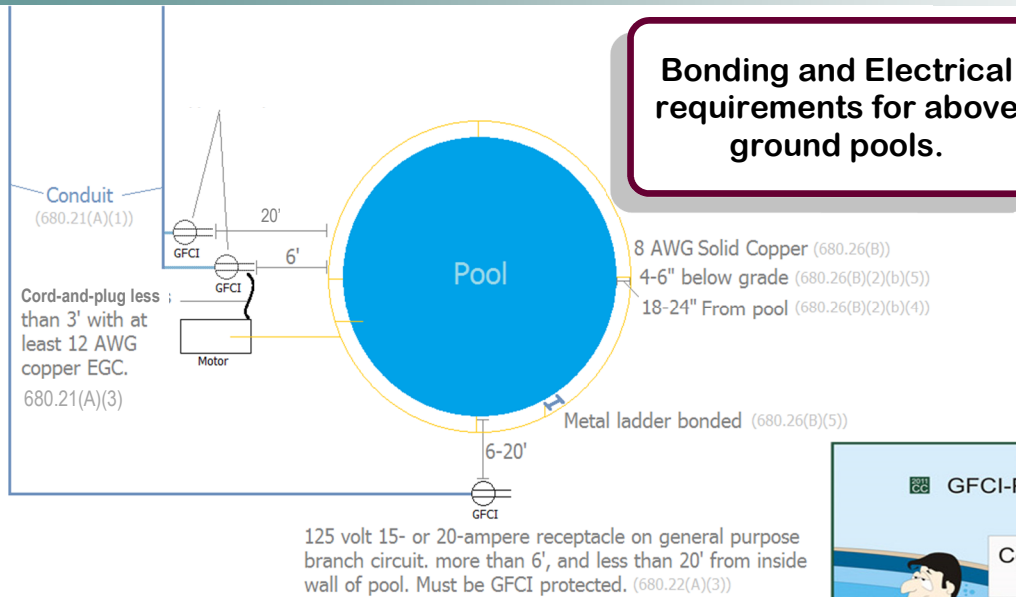 Bonding and Electrical
requirements for above
ground pools.
Conduit
(680.21(A)(1))
20'
GFCI
6'
GFCI
Cord-and-plug less
than 3' with at
least 12 AWG
copper EGC.
680.21(A)(3)
Motor
Pool
8 AWG Solid Copper (680.26(B))
4-6" below grade (680.26(B)(2)(b)(5))
18-24" From pool (680.26(B)(2)(b)(4))
Metal ladder bonded (680.26(B)(5))
6-20'
GFCI
125 volt 15- or 20-ampere receptacle on general purpose
branch circuit. more than 6', and less than 20' from inside
wall of pool. Must be GFCI protected. (680.22(A)(3))
2011
CC